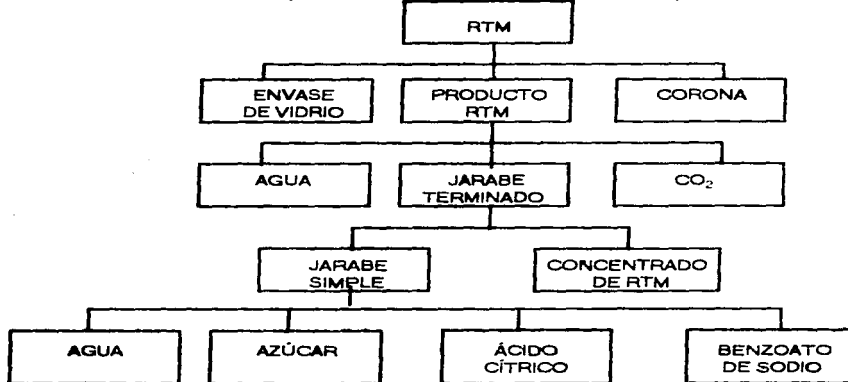 RTM
ENVASE
DE VIDRIO
PRODUCTO
RTM
CORONA
AGUA
JARABE
TERMINADO
CO₂
JARABE
SIMPLE
CONCENTRADO
DE RTM
AGUA
AZÚCAR
ÁCIDO
CÍTRICO
BENZOATO
DE SODIO